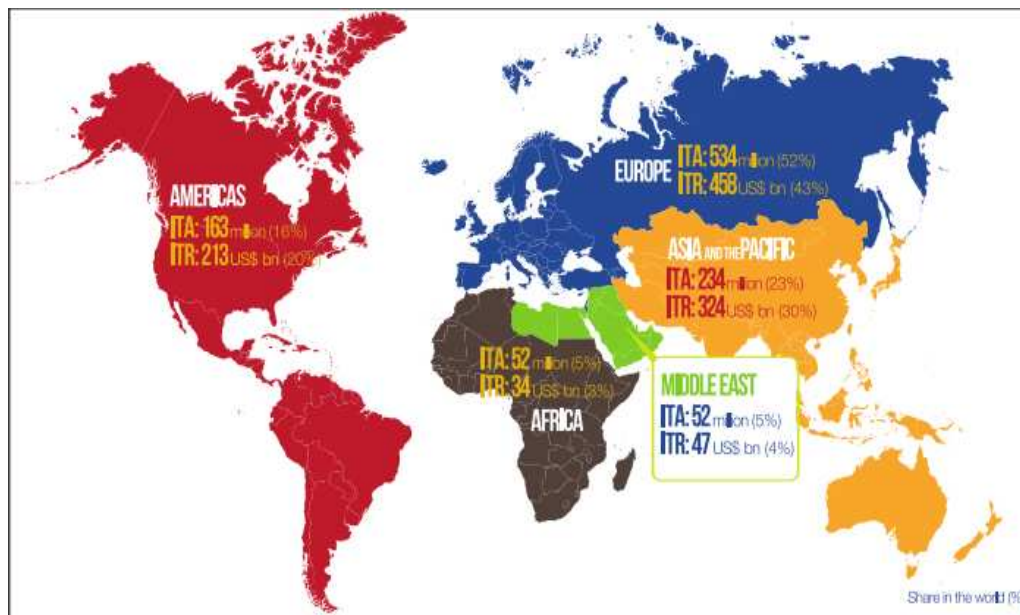 AMERICAS
ITA: 163 million (16%)
ITR: 213 US$ bn (20%)
EUROPE
ITA: 534 million (52%)
ITR: 458 US$ bn (43%)
ASIA AND THE PACIFIC
ITA: 234 million (23%)
ITR: 324 US$ bn (30%)
ITA: 52 million (5%)
ITR: 34 US$ bn (3%)
AFRICA
MIDDLE EAST
ITA: 52 million (5%)
ITR: 47 US$ bn (4%)
Share in the world (%